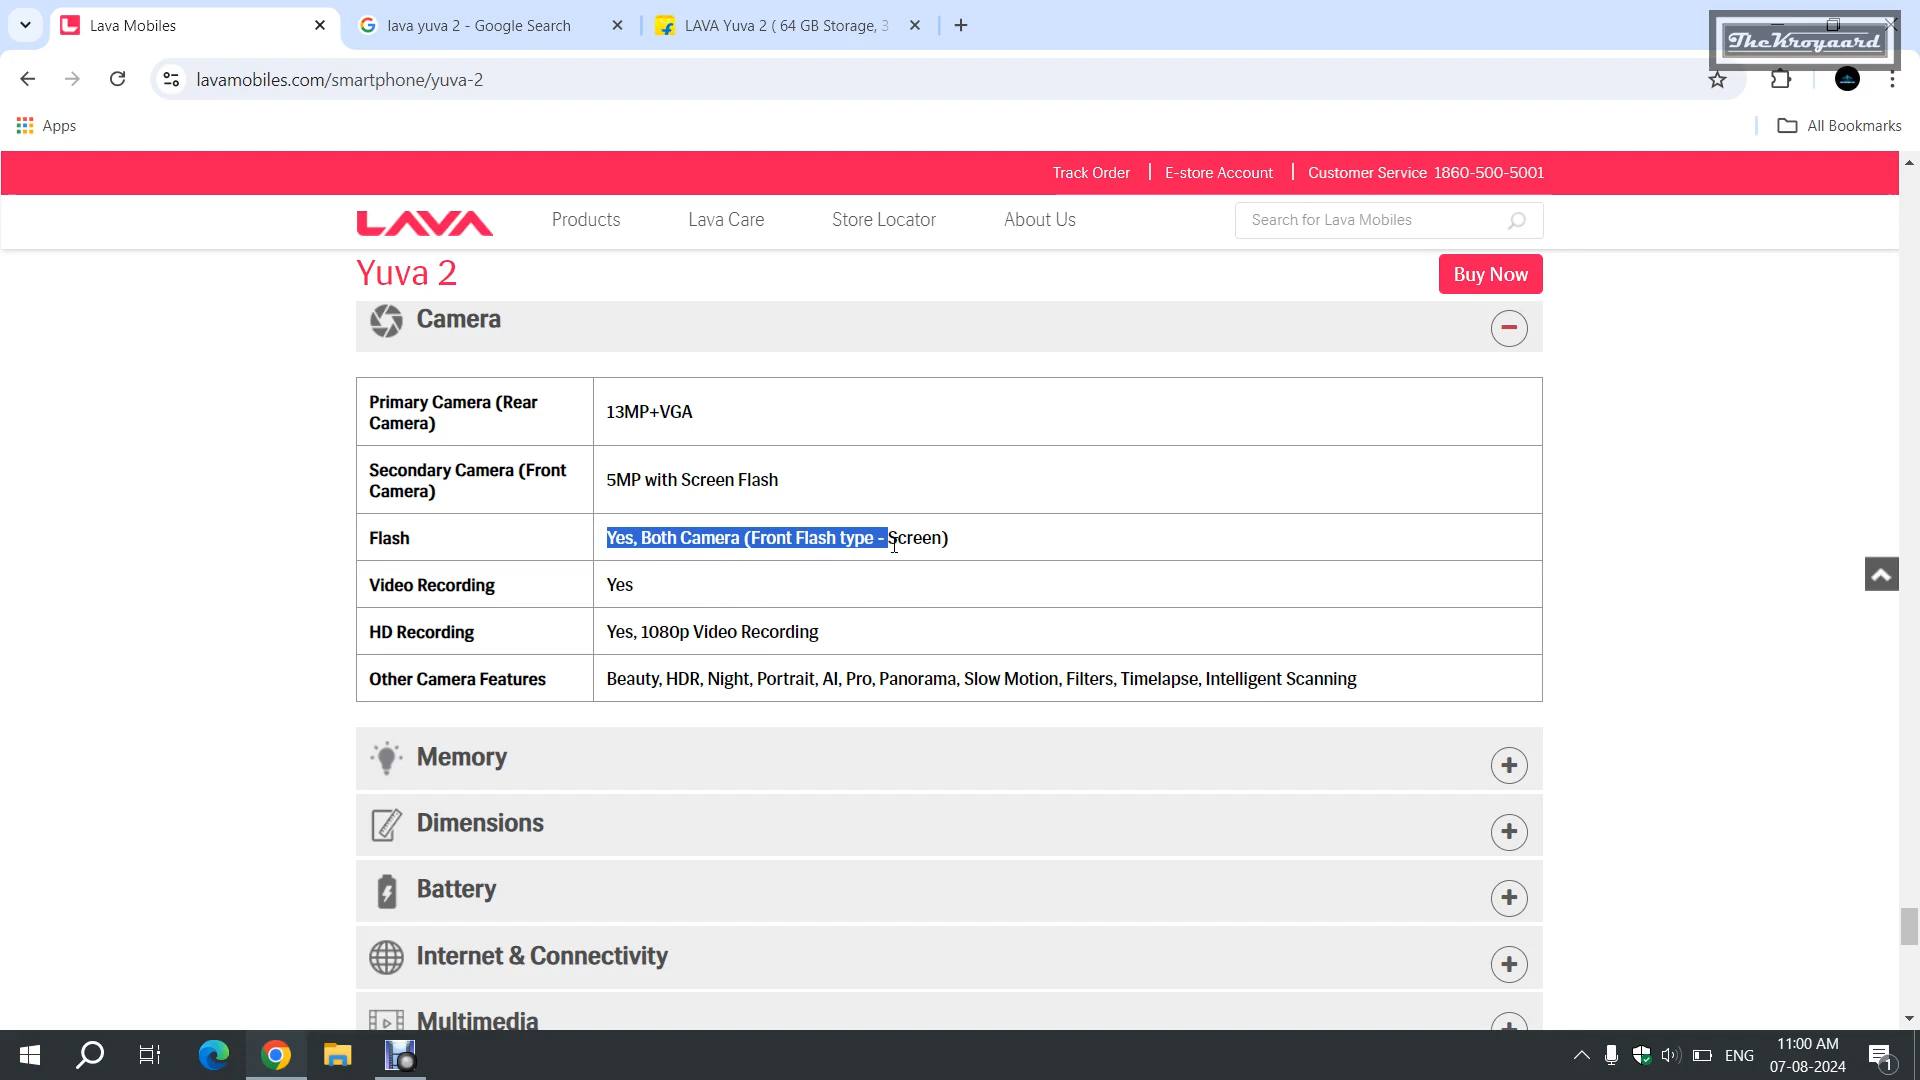 Lava Mobiles
lava yuva 2 - Google Search
LAVA Yuva 2 ( 64 GB Storage, 3
TheKroyaard
lavamobiles.com/smartphone/yuva-2
Apps
All Bookmarks
Track Order
E-store Account
Customer Service 1860-500-5001
LAVA
Products
Lava Care
Store Locator
About Us
Search for Lava Mobiles
Yuva 2
Buy Now
Camera
Primary Camera (Rear
Camera)
13MP+VGA
Secondary Camera (Front
Camera)
5MP with Screen Flash
Flash
Yes, Both Camera (Front Flash type - Screen)
Video Recording
Yes
HD Recording
Yes, 1080p Video Recording
Other Camera Features
Beauty, HDR, Night, Portrait, AI, Pro, Panorama, Slow Motion, Filters, Timelapse, Intelligent Scanning
Memory
Dimensions
Battery
Internet & Connectivity
Multimedia
ENG
11:00 AM
07-08-2024
1